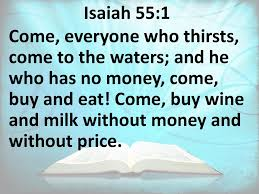 Isaiah 55:1
Come, everyone who thirsts,
come to the waters; and he
who has no money, come,
buy and eat! Come, buy wine
and milk without money and
without price.